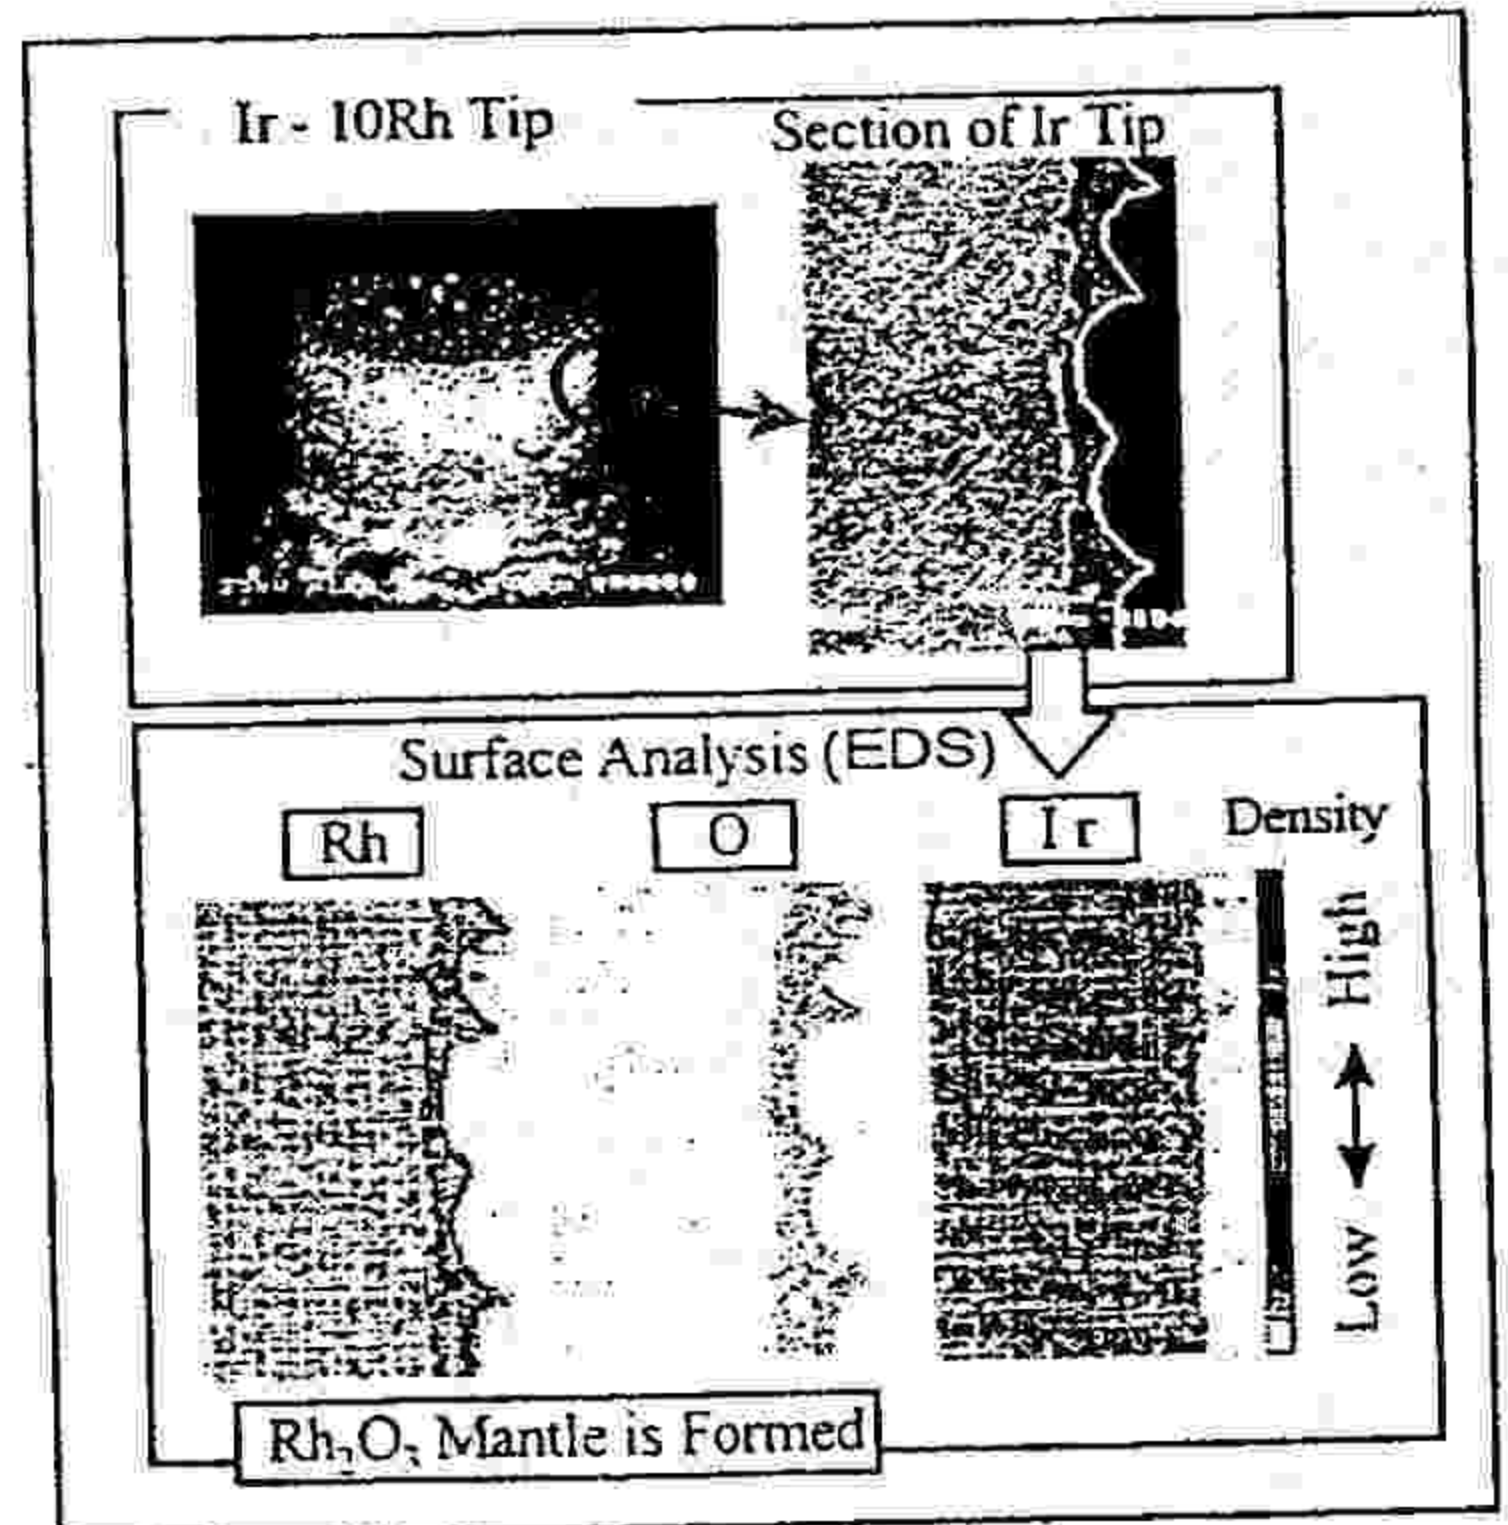 Ir - 10Rh Tip
Section of Ir Tip
Surface Analysis (EDS)
Rh
O
Ir
Density
High
Low
Rh₂O₃ Mantle is Formed